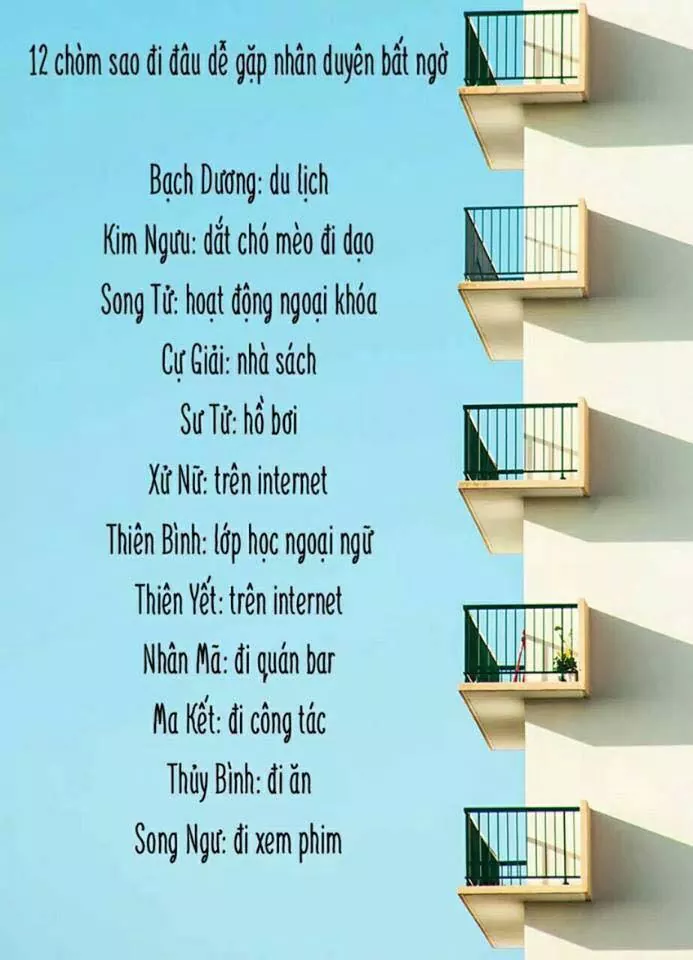 12 chòm sao đi đâu dễ gặp nhân duyên bất ngờ
Bạch Dương: du lịch
Kim Ngưu: dắt chó mèo đi dạo
Song Tử: hoạt động ngoại khóa
Cự Giải: nhà sách
Sư Tử: hồ bơi
Xử Nữ: trên internet
Thiên Bình: lớp học ngoại ngữ
Thiên Yết: trên internet
Nhân Mã: đi quán bar
Ma Kết: đi công tác
Thủy Bình: đi ăn
Song Ngư: đi xem phim